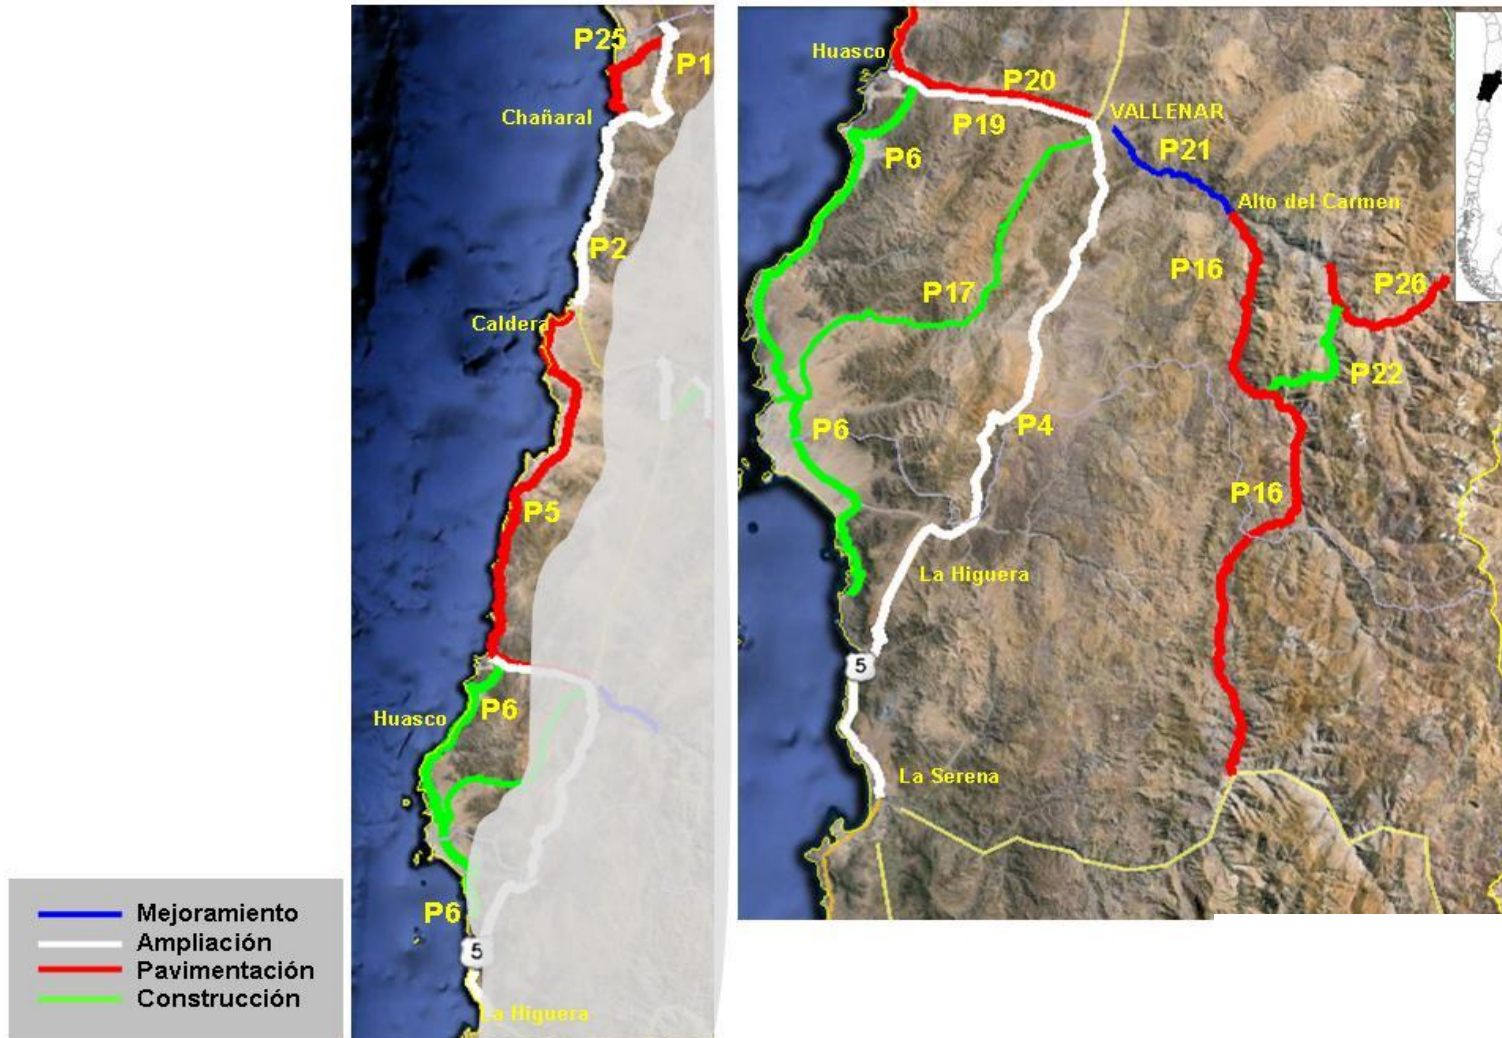 P25
P1
Chañaral
P2
Caldera
P5
Huasco
P6
P6
5
La Higuera
Huasco
P20
VALLENAR
P19
P6
P21
Alto del Carmen
P16
P26
P17
P22
P6
P4
P16
La Higuera
5
La Serena
Mejoramiento
Ampliación
Pavimentación
Construcción